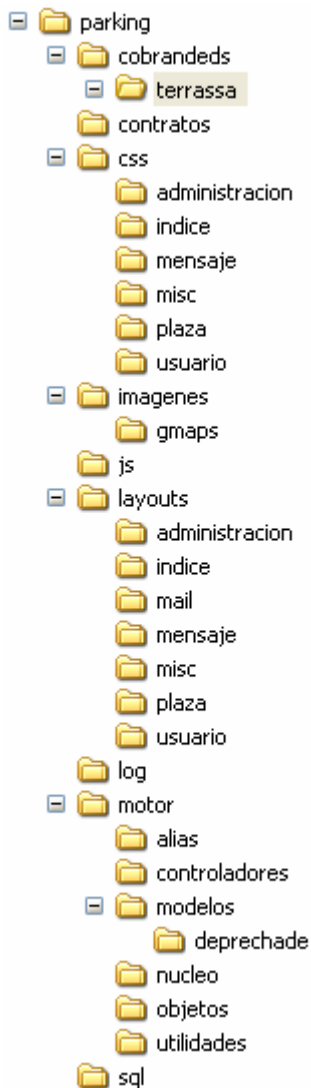 parking
cobrandeds
terrassa
contratos
css
administracion
indice
mensaje
misc
plaza
usuario
imagenes
gmaps
js
layouts
administracion
indice
mail
mensaje
misc
plaza
usuario
log
motor
alias
controladores
modelos
deprechade
nucleo
objetos
utilidades
sql